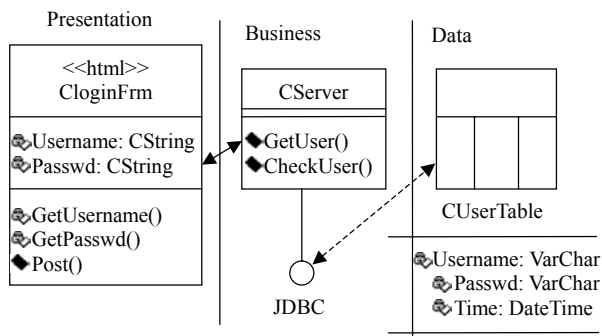 Presentation
Business
Data
<<html>>
CloginFrm
Username: CString
Passwd: CString
GetUsername()
GetPasswd()
Post()
CServer
GetUser()
CheckUser()
JDBC
CUserTable
Username: VarChar
Passwd: VarChar
Time: DateTime